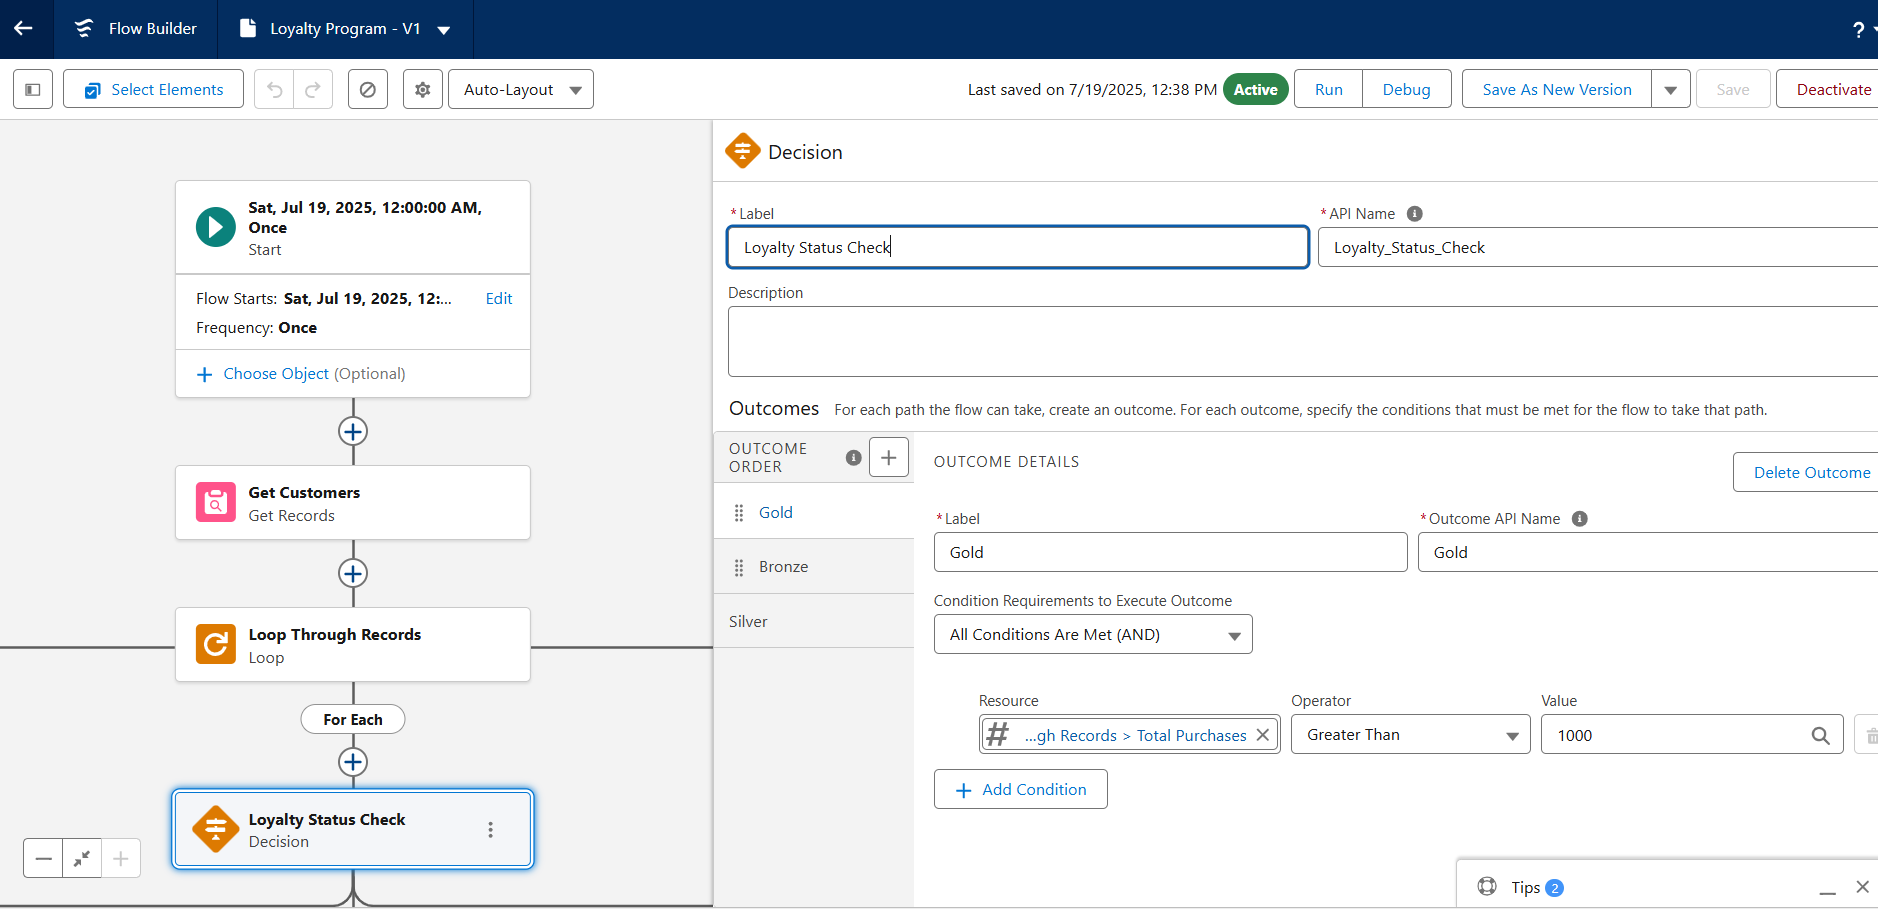 Flow Builder
Loyalty Program - V1
?
Select Elements
Auto-Layout
Last saved on 7/19/2025, 12:38 PM
Active
Run
Debug
Save As New Version
Save
Deactivate
Sat, Jul 19, 2025, 12:00:00 AM,
Once
Start
Flow Starts: Sat, Jul 19, 2025, 12:...
Edit
Frequency: Once
+ Choose Object (Optional)
Get Customers
Get Records
Loop Through Records
Loop
For Each
Loyalty Status Check
Decision
Decision
* Label
Loyalty Status Check
* API Name
Loyalty_Status_Check
Description
Outcomes
For each path the flow can take, create an outcome. For each outcome, specify the conditions that must be met for the flow to take that path.
OUTCOME
ORDER
Gold
Bronze
Silver
OUTCOME DETAILS
Delete Outcome
* Label
Gold
* Outcome API Name
Gold
Condition Requirements to Execute Outcome
All Conditions Are Met (AND)
Resource
# ...gh Records > Total Purchases
Operator
Greater Than
Value
1000
+ Add Condition
Tips 2